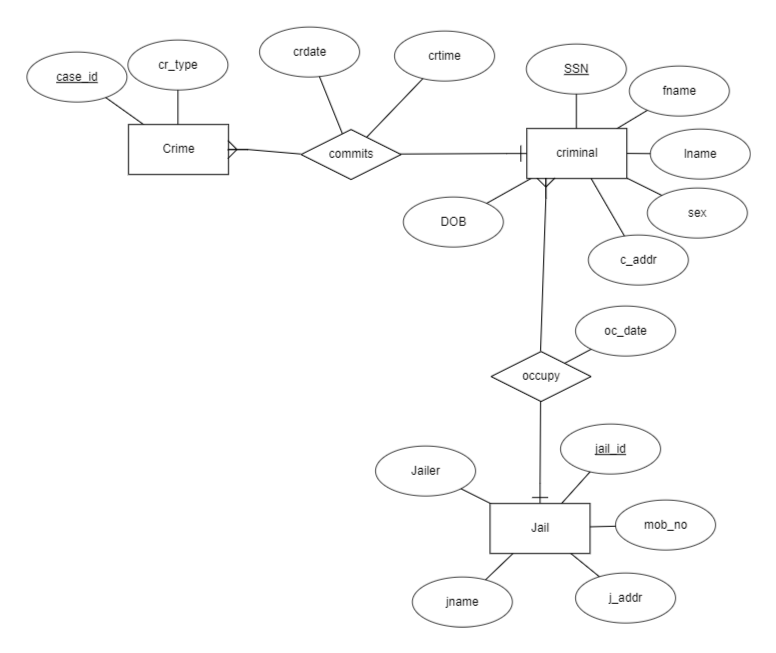 crdate
crtime
cr_type
case_id
SSN
fname
Crime
commits
criminal
lname
DOB
sex
c_addr
oc_date
occupy
jail_id
Jailer
Jail
mob_no
jname
j_addr